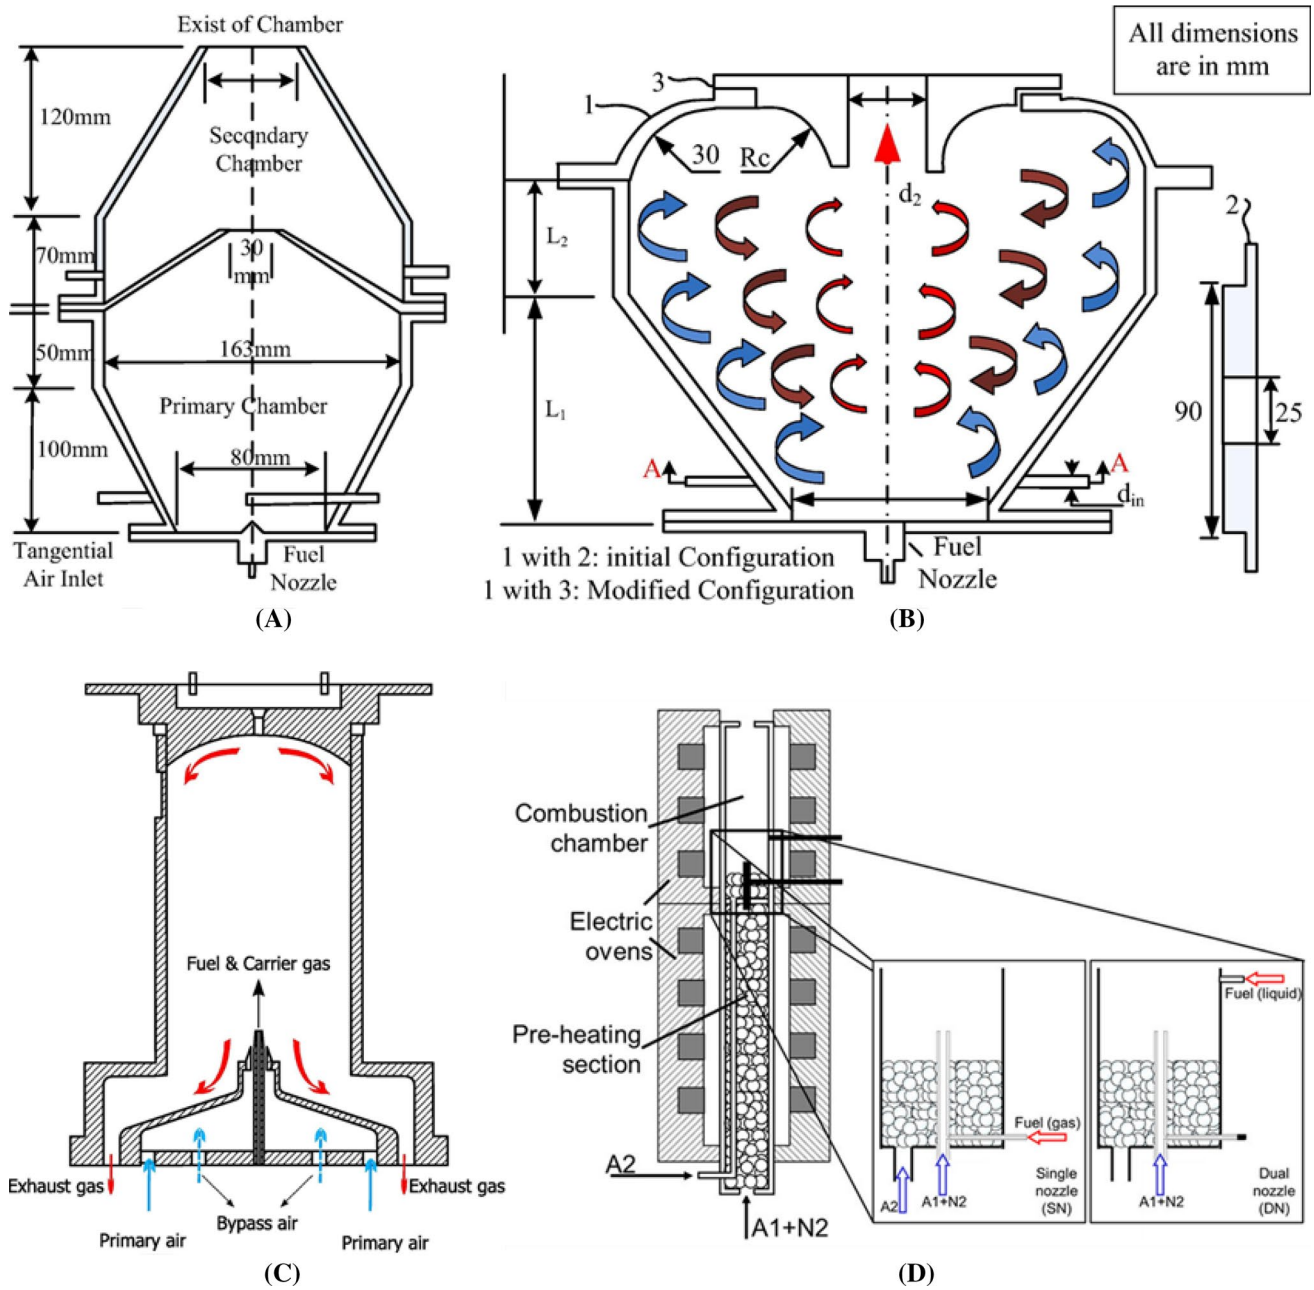 Exist of Chamber
120mm
Secondary
Chamber
70mm
30
mm
50mm
163mm
Primary Chamber
100mm
80mm
Tangential
Air Inlet
Fuel
Nozzle
(A)
All dimensions
are in mm
3
1
30
Rc
d2
L2
2
L1
90
25
A
A
din
Fuel
Nozzle
1 with 2: initial Configuration
1 with 3: Modified Configuration
(B)
Fuel & Carrier gas
Exhaust gas
Exhaust gas
Bypass air
Primary air
Primary air
(C)
Combustion
chamber
Electric
ovens
Pre-heating
section
A2
A1+N2
Fuel (gas)
A2
A1+N2
Single
nozzle
(SN)
Fuel (liquid)
A1+N2
Dual
nozzle
(DN)
(D)